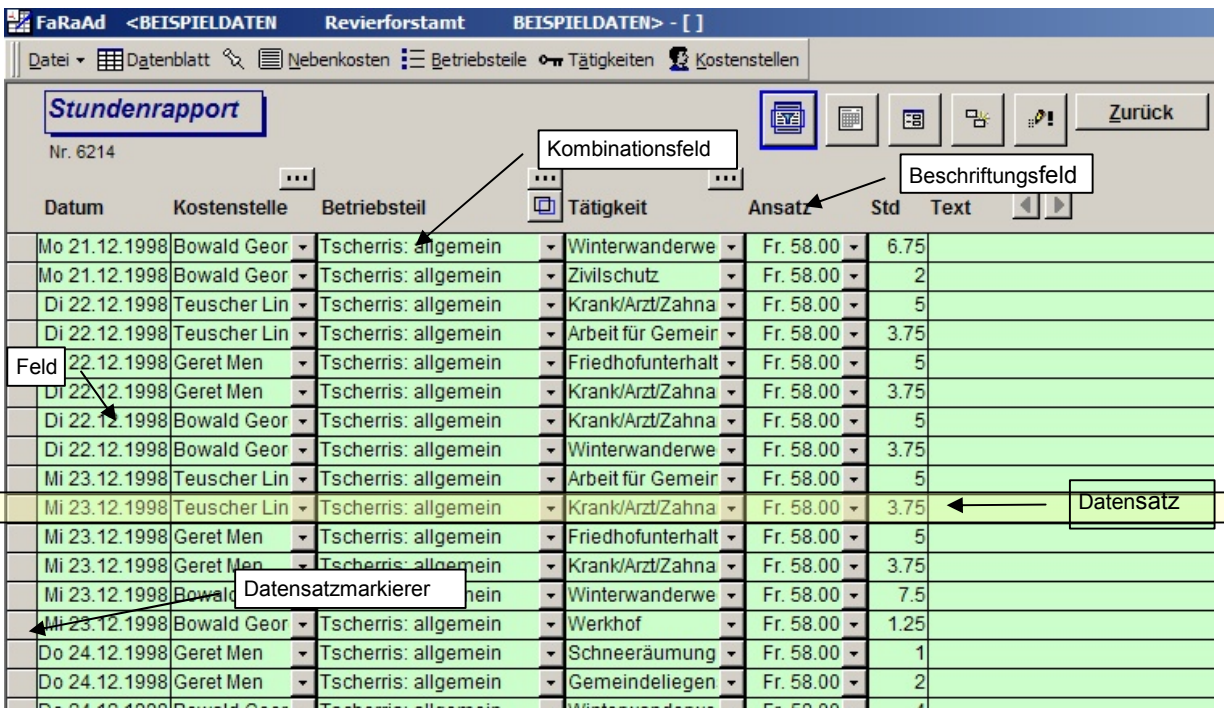 FaRaAd <BEISPIELDATEN Revierforstamt BEISPIELDATEN> - [ ]
Datei Datenblatt Nebenkosten Betriebsteile Tätigkeiten Kostenstellen
Stundenrapport
Zurück
Nr. 6214
Kombinationsfeld
Beschriftungsfeld
Datum Kostenstelle Betriebsteil Tätigkeit Ansatz Std Text
Mo 21.12.1998 Bowald Geor Tscherris: allgemein Winterwanderwe Fr. 58.00 6.75
Mo 21.12.1998 Bowald Geor Tscherris: allgemein Zivilschutz Fr. 58.00 2
Di 22.12.1998 Teuscher Lin Tscherris: allgemein Krank/Arzt/Zahna Fr. 58.00 5
Di 22.12.1998 Teuscher Lin Tscherris: allgemein Arbeit für Gemein Fr. 58.00 3.75
Feld
22.12.1998 Geret Men Tscherris: allgemein Friedhofunterhalt Fr. 58.00 5
Di 22.12.1998 Geret Men Tscherris: allgemein Krank/Arzt/Zahna Fr. 58.00 3.75
Di 22.12.1998 Bowald Geor Tscherris: allgemein Krank/Arzt/Zahna Fr. 58.00 5
Di 22.12.1998 Bowald Geor Tscherris: allgemein Winterwanderwe Fr. 58.00 3.75
Mi 23.12.1998 Teuscher Lin Tscherris: allgemein Arbeit für Gemein Fr. 58.00 5
Mi 23.12.1998 Teuscher Lin Tscherris: allgemein Krank/Arzt/Zahna Fr. 58.00 3.75
Datensatz
Mi 23.12.1998 Geret Men Tscherris: allgemein Friedhofunterhalt Fr. 58.00 5
Mi 23.12.1998 Geret Men Tscherris: allgemein Krank/Arzt/Zahna Fr. 58.00 3.75
Datensatzmarkierer
Mi 23.12.1998 Bowald mein Winterwanderwe Fr. 58.00 7.5
Mi 23.12.1998 Bowald Geor Tscherris: allgemein Werkhof Fr. 58.00 1.25
Do 24.12.1998 Geret Men Tscherris: allgemein Schneeräumung Fr. 58.00 1
Do 24.12.1998 Geret Men Tscherris: allgemein Gemeindeliegen Fr. 58.00 2